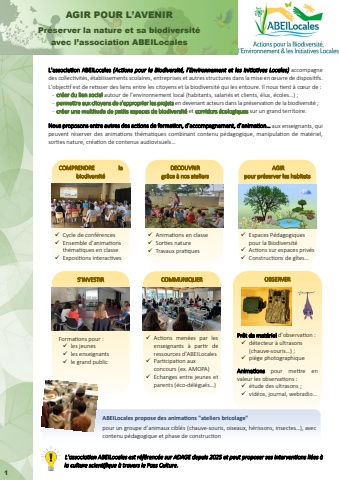 AGIR POUR L'AVENIR
Préserver la nature et sa biodiversité
avec l'association ABEILocales
ABEILocales
Actions pour la Biodiversité,
l'Environnement & les Initiatives Locales
L'association ABEILocales (Actions pour la Biodiversité, l'Environnement et les Initiatives Locales) accompagne
des collectivités, établissements scolaires, entreprises et autres structures dans la mise en œuvre de dispositifs.
L'objectif est de retisser des liens entre les citoyens et la biodiversité qui les entoure. Il nous tient à cœur de :
- créer du lien social autour de l'environnement local (habitants, salariés et clients, élus, écoles...) ;
- permettre aux citoyens de s'approprier les projets en devenant acteurs dans la préservation de la biodiversité ;
- créer une multitude de petits espaces de biodiversité et corridors écologiques sur un grand territoire.
Nous proposons entre autres des actions de formation, d'accompagnement, d'animation... aux enseignants, qui
peuvent réserver des animations thématiques combinant contenu pédagogique, manipulation de matériel,
sorties nature, création de contenus audiovisuels...
COMPRENDRE la
biodiversité
✓ Cycle de conférences
✓ Ensemble d'animations
thématiques en classe
✓ Expositions interactives
DECOUVRIR
grâce à nos ateliers
✓ Animations en classe
✓ Sorties nature
✓ Travaux pratiques
AGIR
pour préserver les habitats
✓ Espaces Pédagogiques
pour la Biodiversité
✓ Actions sur espaces privés
✓ Constructions de gîtes...
S'INVESTIR
Formations pour :
✓ les jeunes
✓ les enseignants
✓ le grand public
COMMUNIQUER
✓ Actions menées par les
enseignants à partir de
ressources d'ABEILocales
✓ Participation aux
concours (ex. AMOPA)
✓ Echanges entre jeunes et
parents (éco-délégués...)
OBSERVER
Prêt de matériel d'observation :
✓ détecteur à ultrasons
(chauve-souris...) ;
✓ piège photographique
Animations pour mettre en
valeur les observations :
✓ étude des ultrasons ;
✓ vidéos, journal, webradio...
ABEILocales propose des animations "ateliers bricolage"
pour un groupe d'animaux ciblés (chauve-souris, oiseaux, hérissons, insectes...), avec
contenu pédagogique et phase de construction
L'association ABEILocales est référencée sur ADAGE depuis 2025 et peut proposer ses interventions liées à
la culture scientifique à travers le Pass Culture.
1